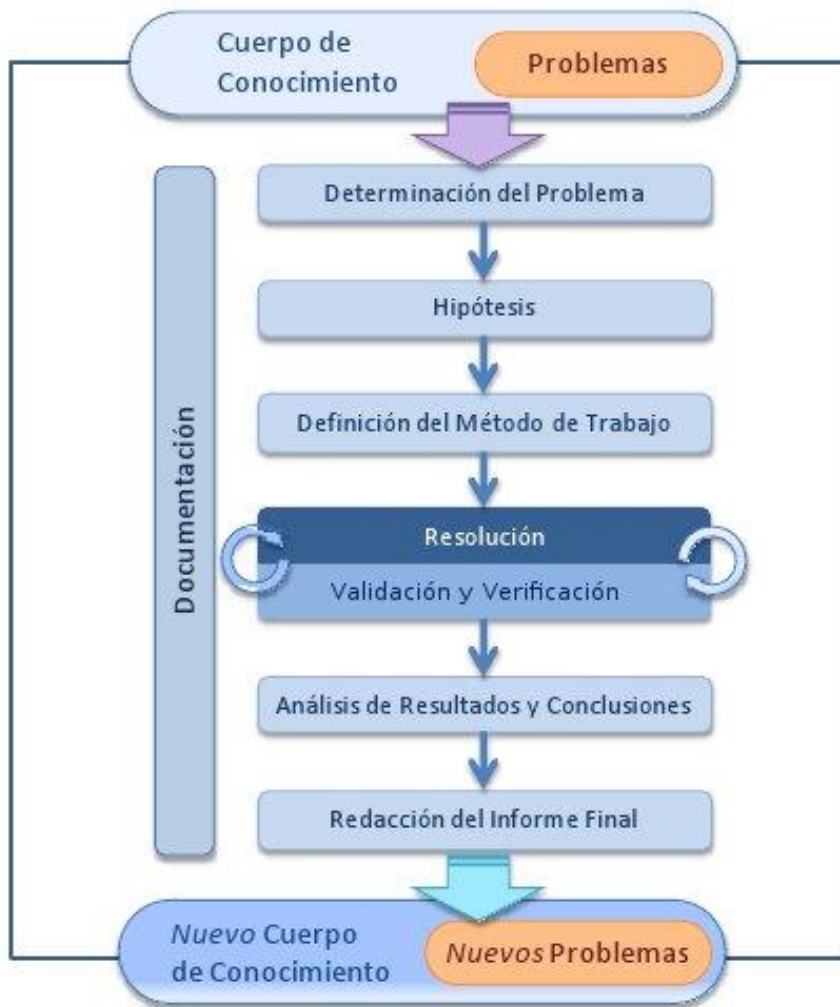 Cuerpo de
Conocimiento
Problemas
Determinación del Problema
Hipótesis
Definición del Método de Trabajo
Documentación
Resolución
Validación y Verificación
Análisis de Resultados y Conclusiones
Redacción del Informe Final
Nuevo Cuerpo
de Conocimiento
Nuevos Problemas